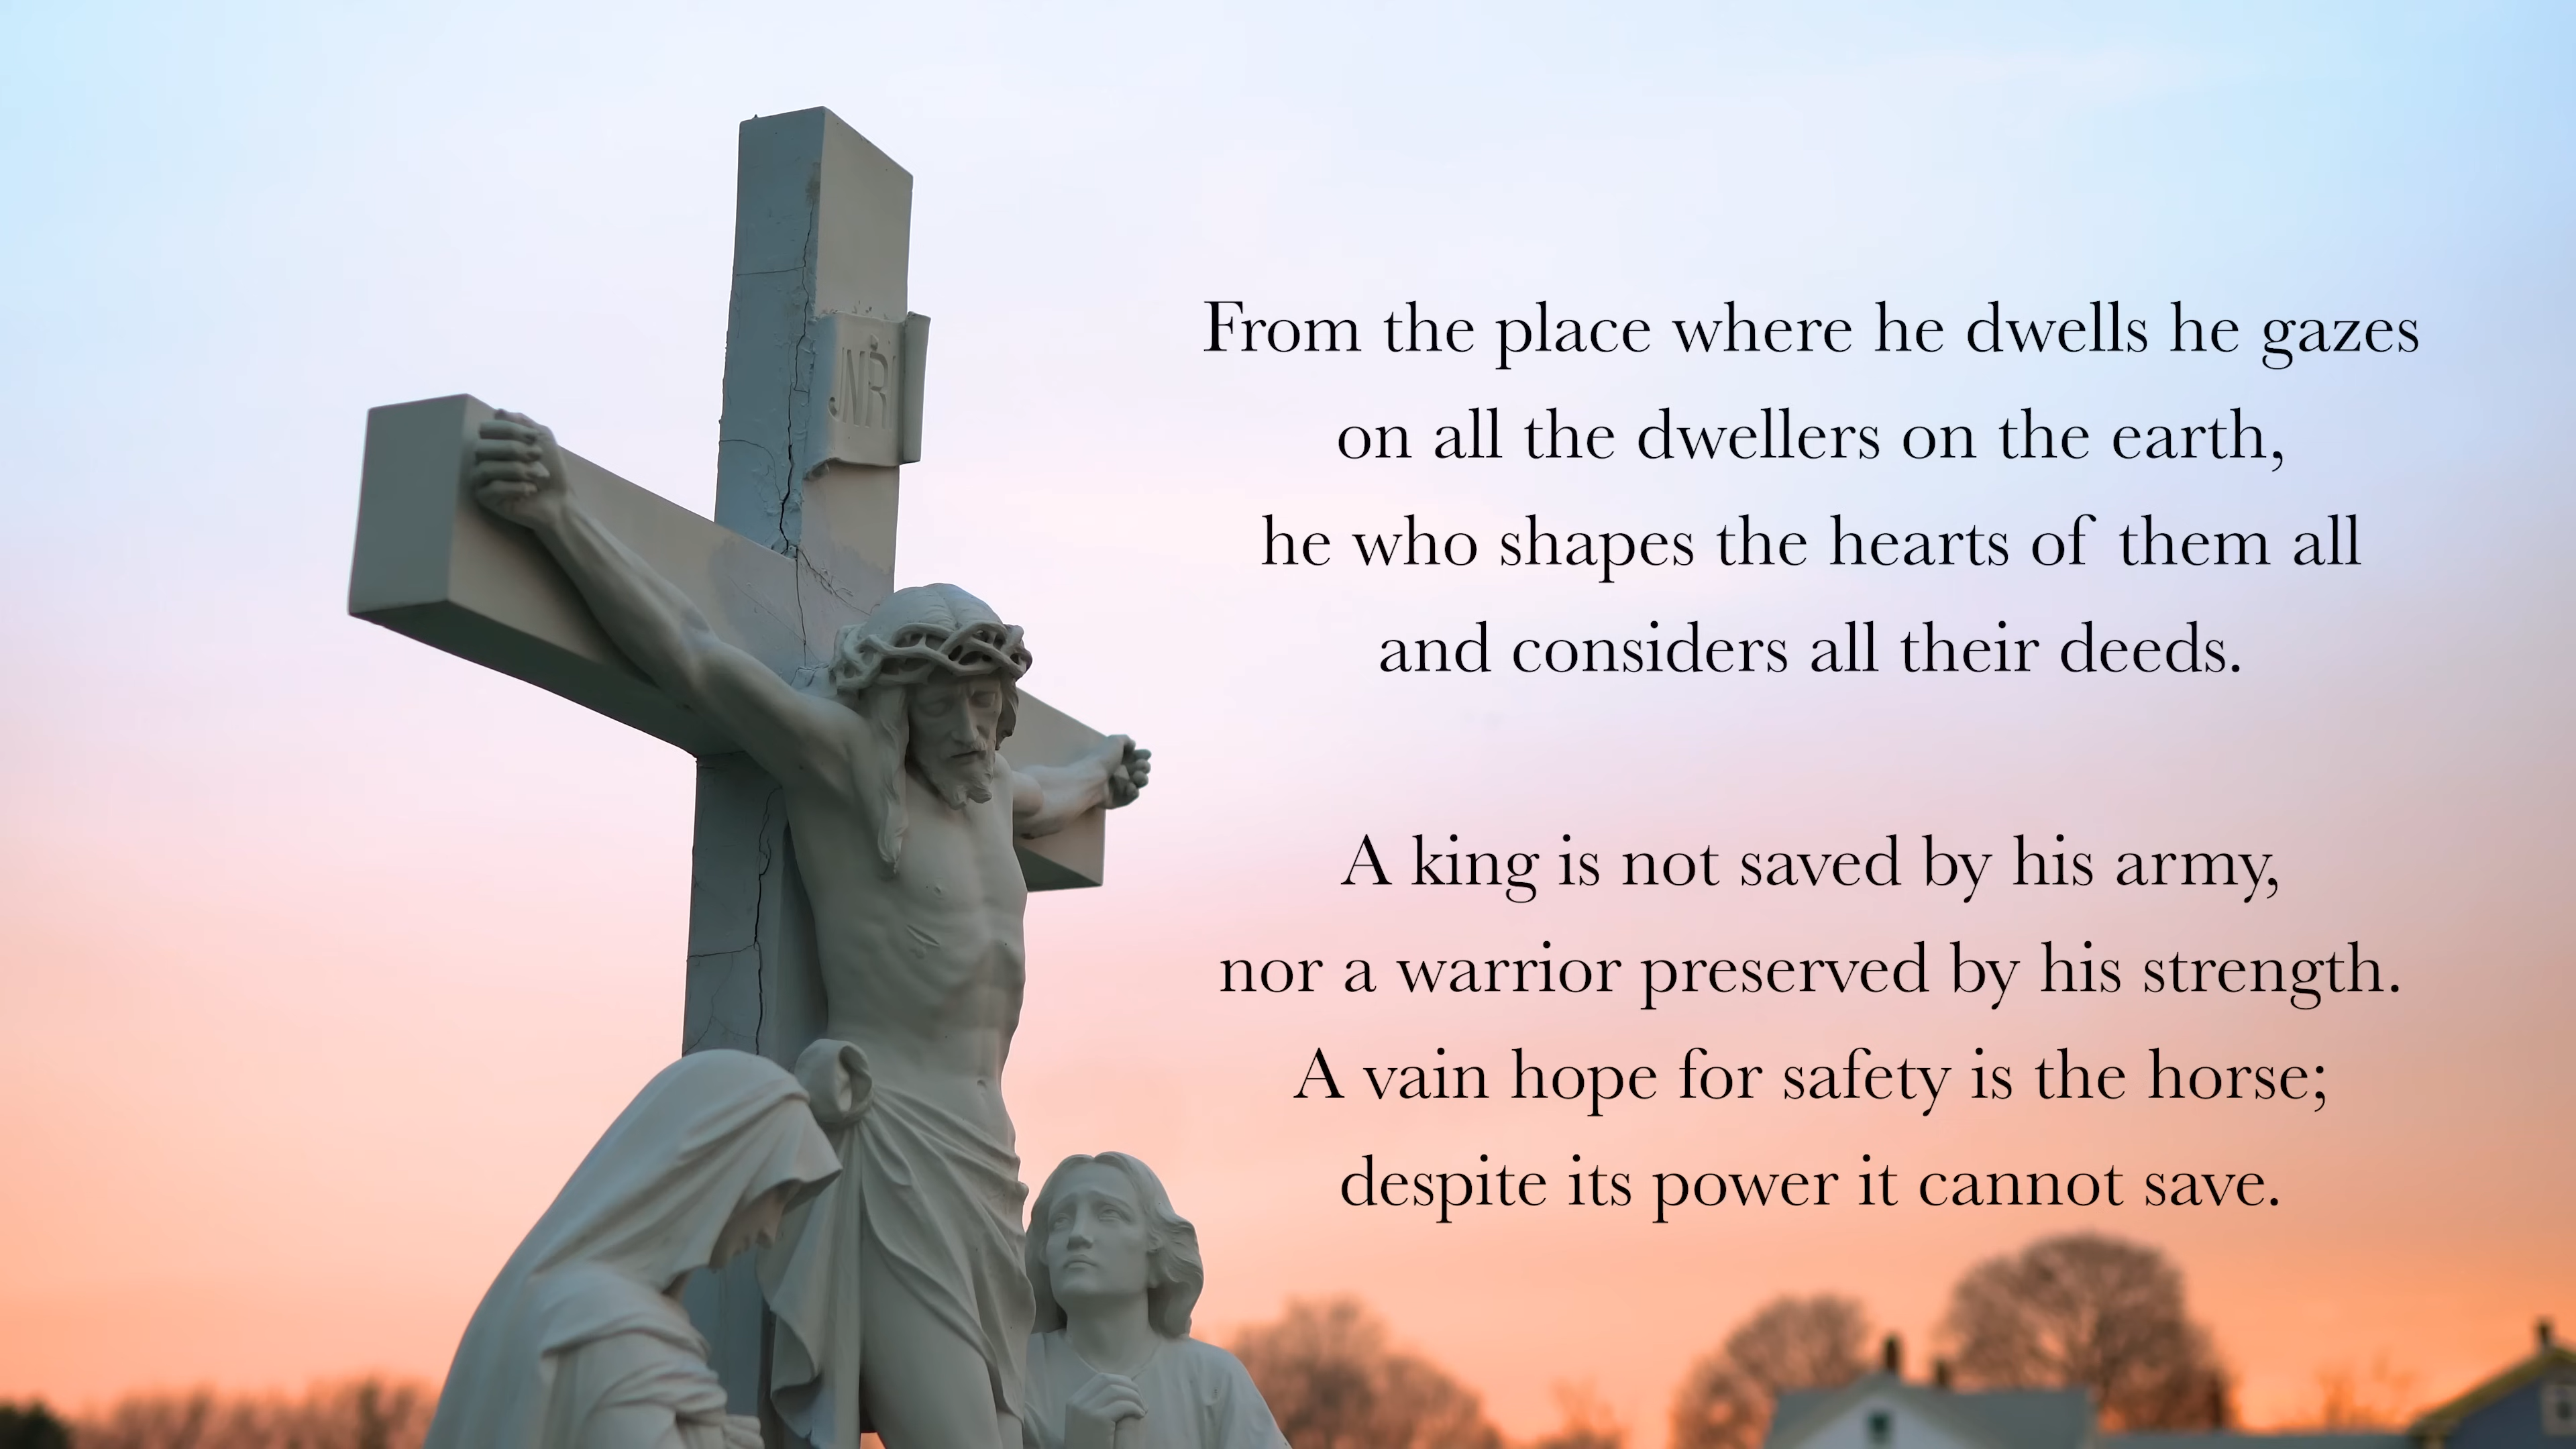 JNRI
From the place where he dwells he gazes
on all the dwellers on the earth,
he who shapes the hearts of them all
and considers all their deeds.
A king is not saved by his army,
nor a warrior preserved by his strength.
A vain hope for safety is the horse;
despite its power it cannot save.